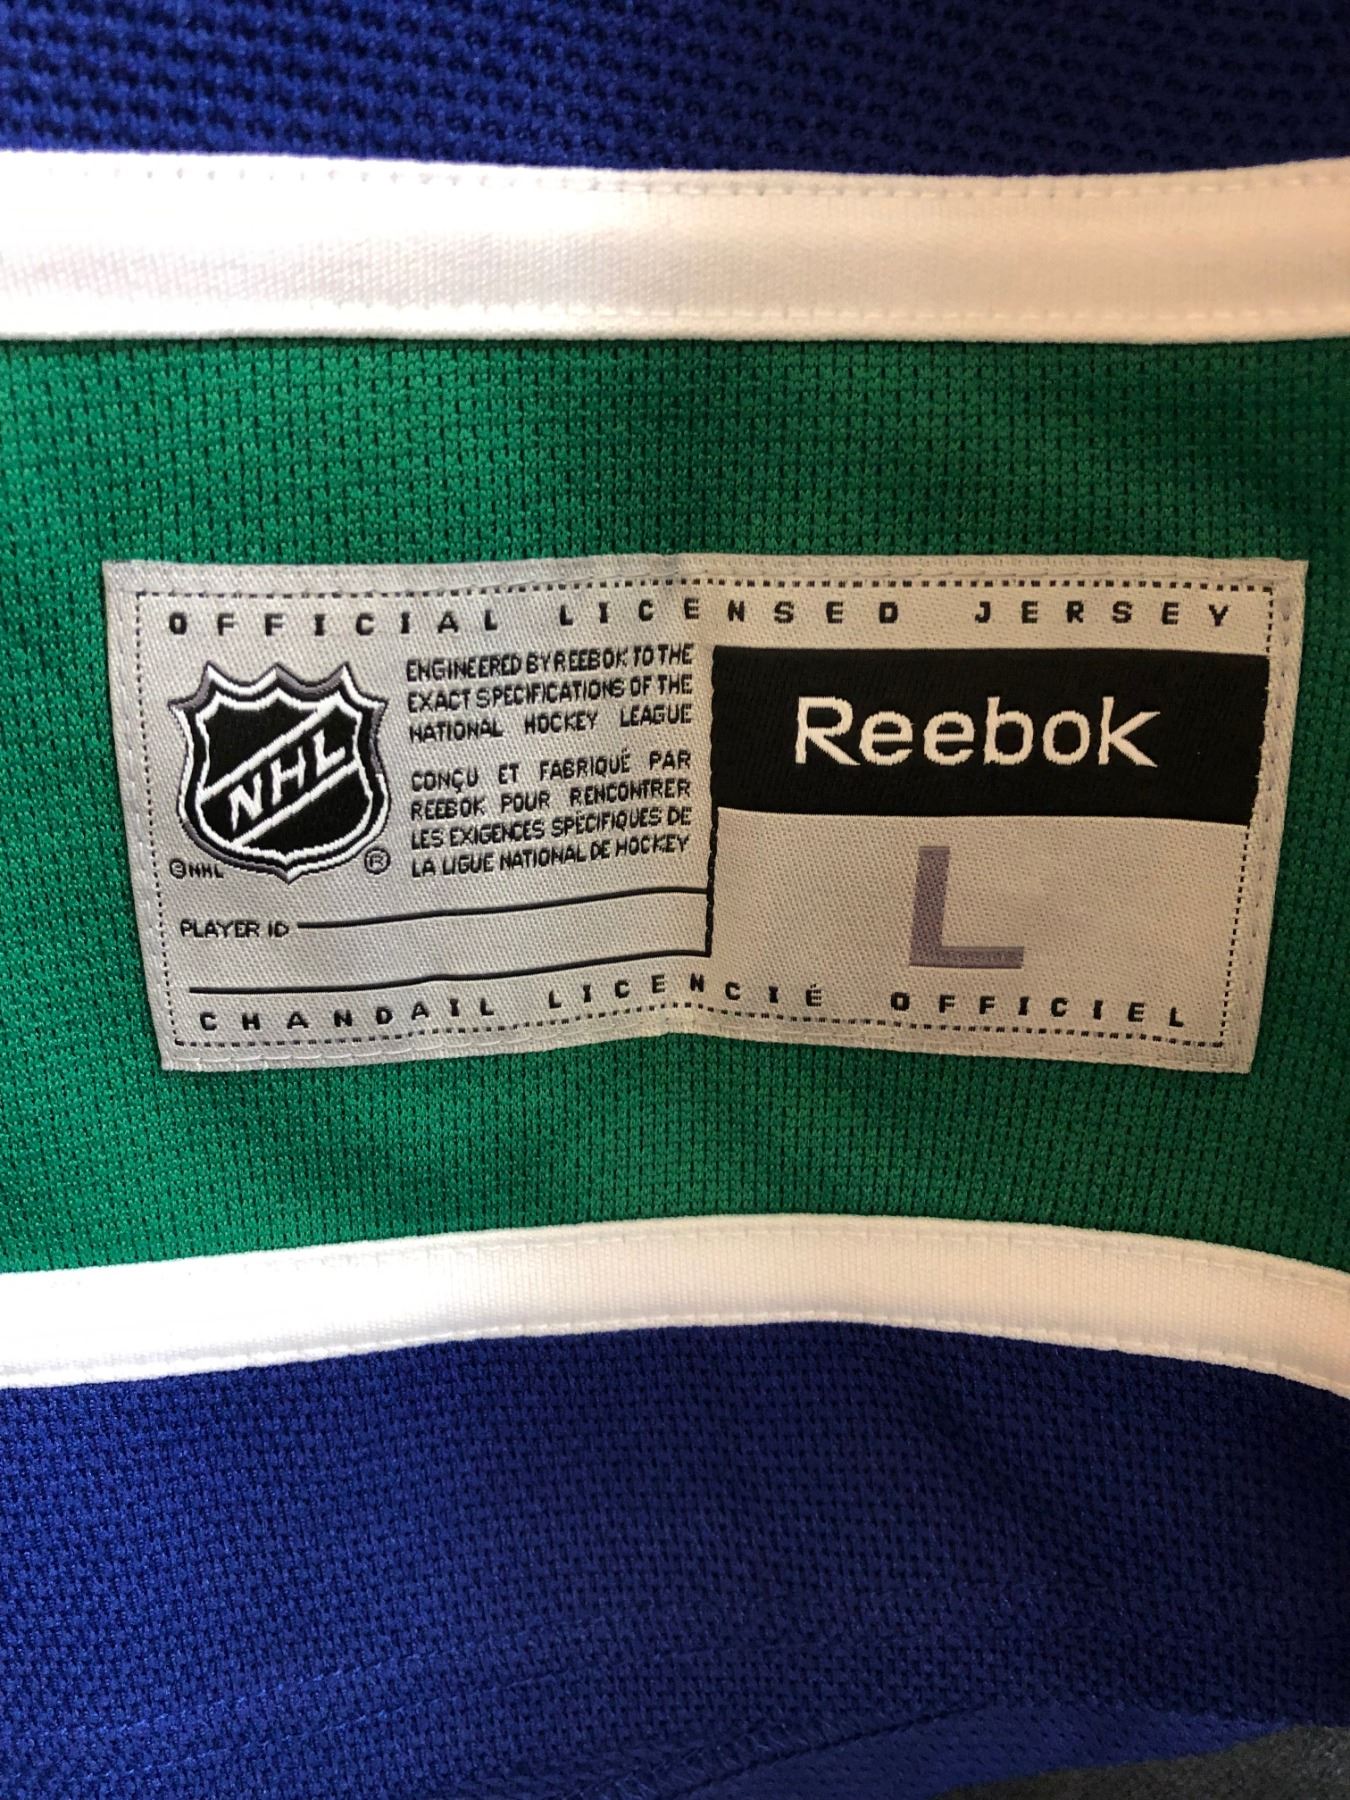 OFFICIAL LICENSED JERSEY
NHL
©NHL ®
ENGINEERED BY REEBOK TO THE
EXACT SPECIFICATIONS OF THE
NATIONAL HOCKEY LEAGUE
CONÇU ET FABRIQUÉ PAR
REEBOK POUR RENCONTRER
LES EXIGENCES SPÉCIFIQUES DE
LA LIGUE NATIONAL DE HOCKEY
PLAYER ID
Reebok
L
CHANDAIL LICENCIÉ OFFICIEL